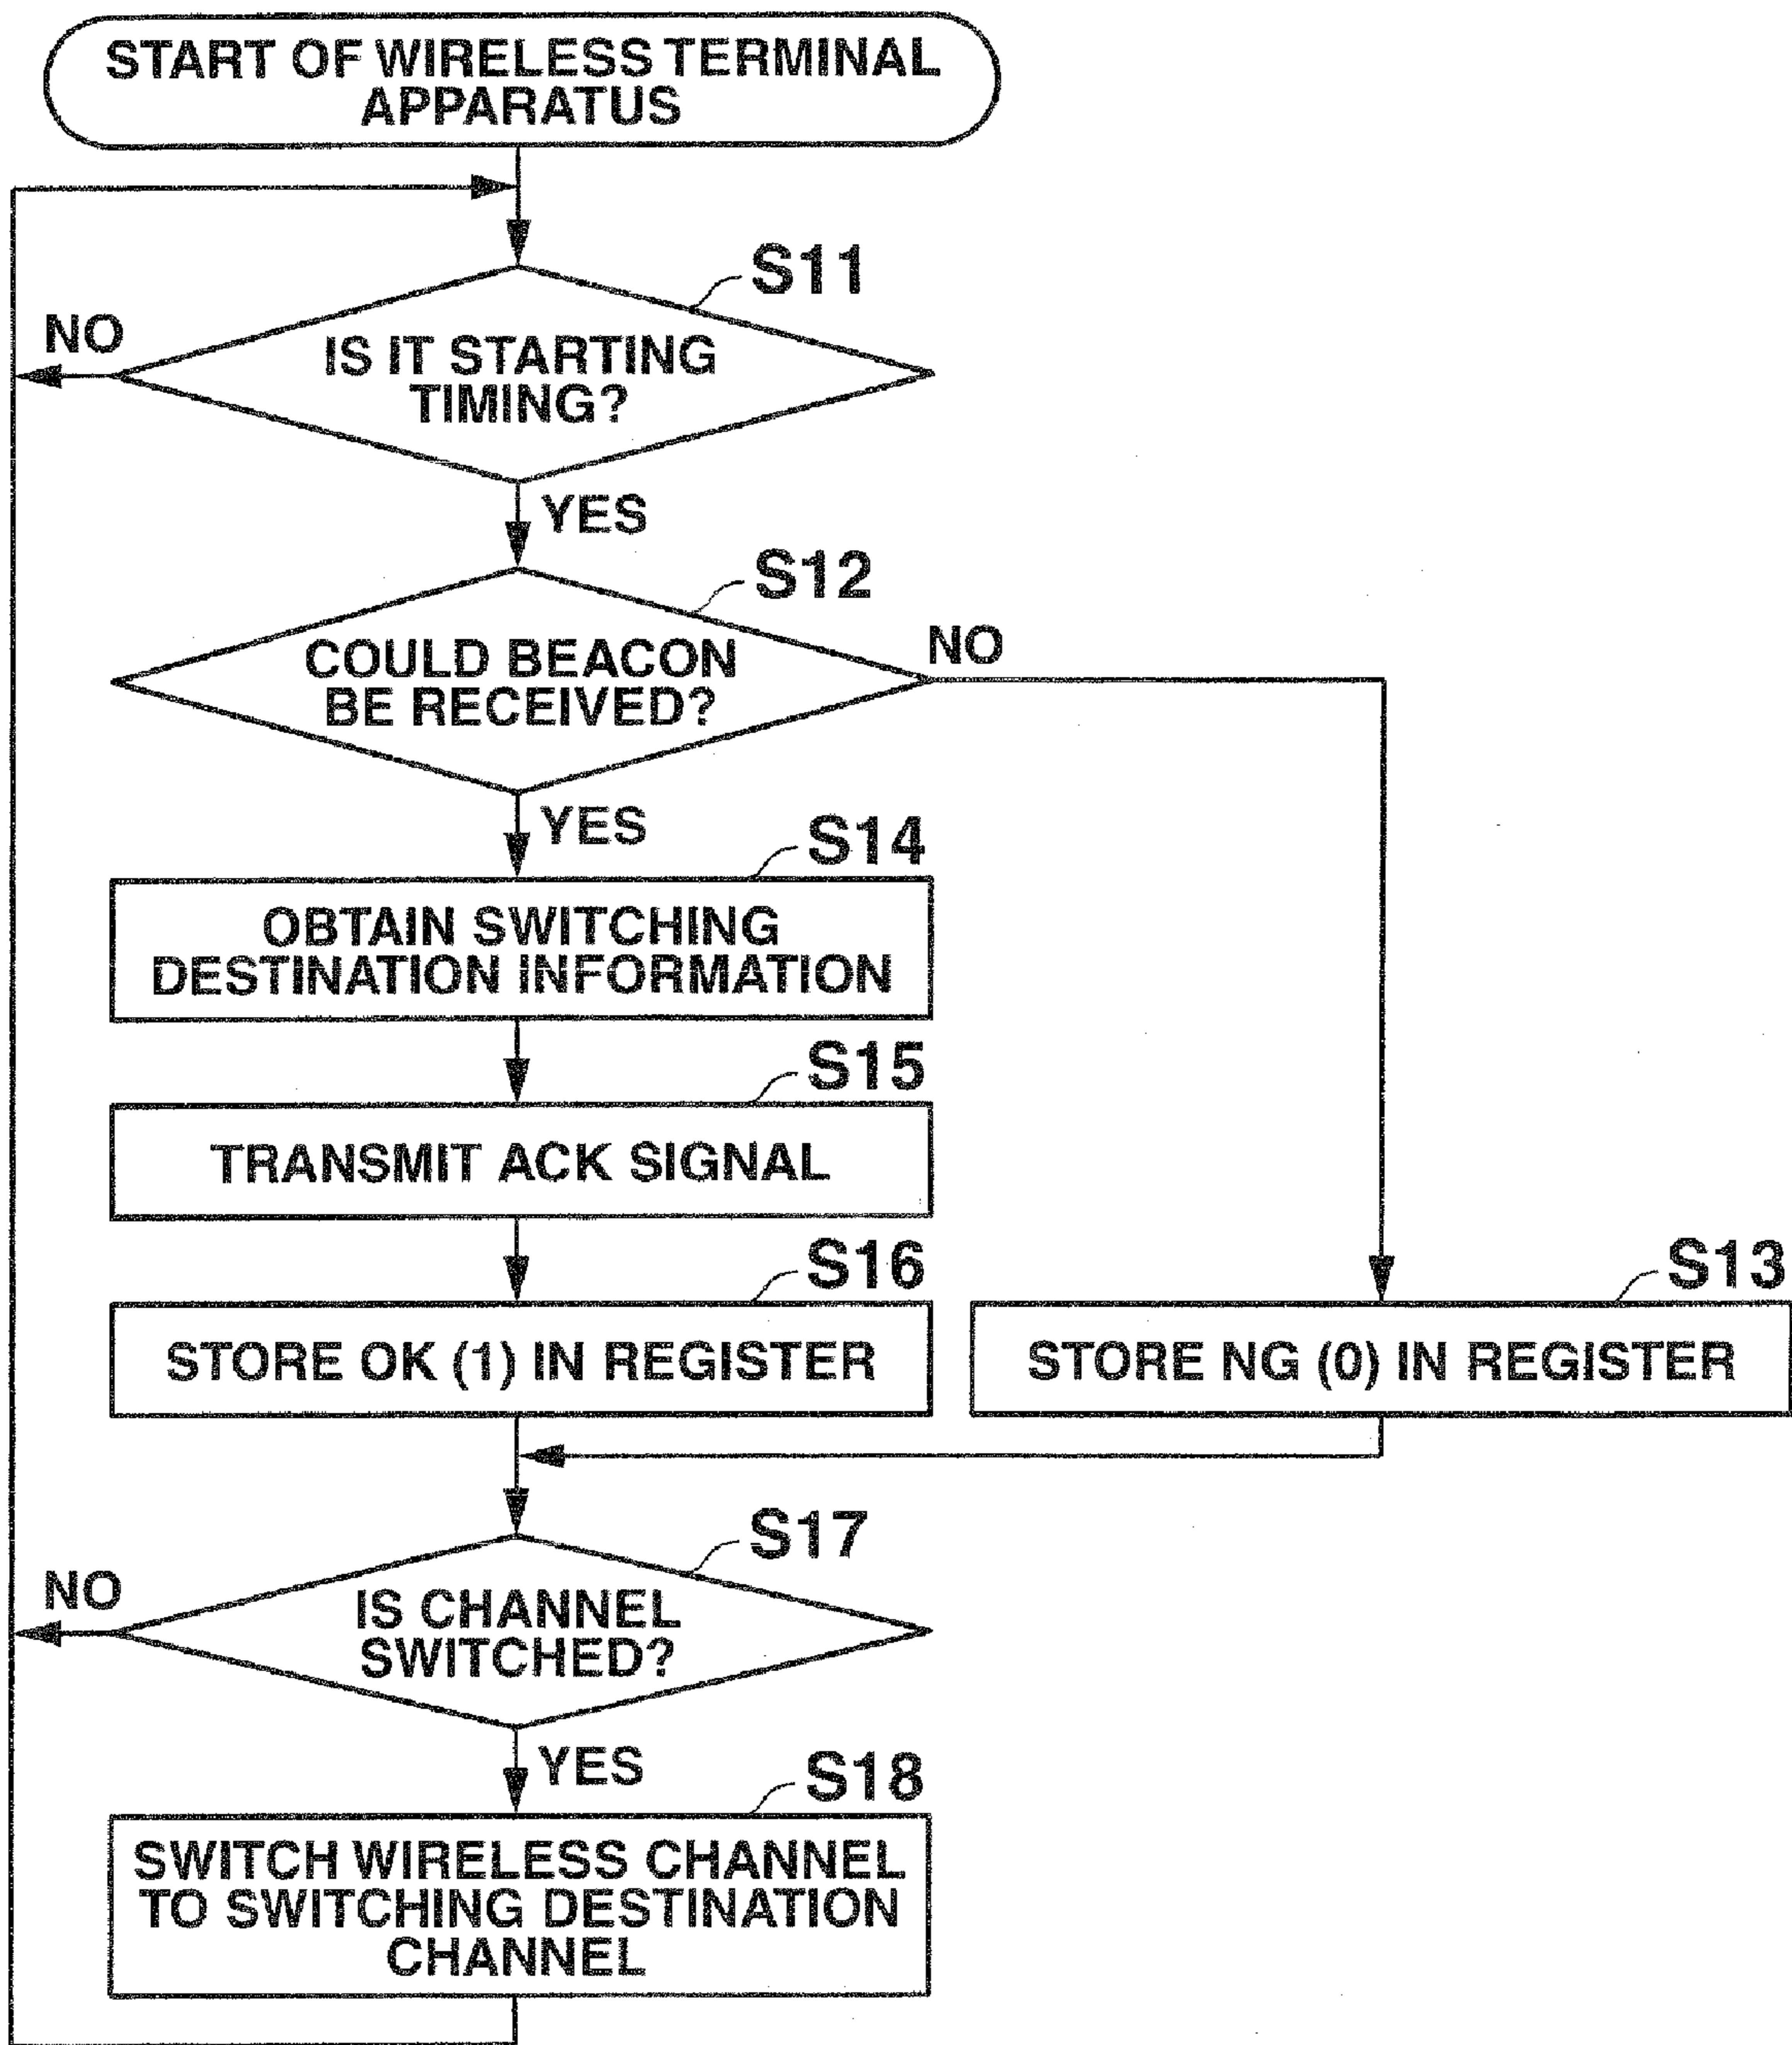 START OF WIRELESS TERMINAL
APPARATUS
S11
NO
IS IT STARTING
TIMING?
YES
S12
COULD BEACON
BE RECEIVED?
NO
YES
S14
OBTAIN SWITCHING
DESTINATION INFORMATION
S15
TRANSMIT ACK SIGNAL
S16
STORE OK (1) IN REGISTER
S13
STORE NG (0) IN REGISTER
S17
NO
IS CHANNEL
SWITCHED?
YES
S18
SWITCH WIRELESS CHANNEL
TO SWITCHING DESTINATION
CHANNEL